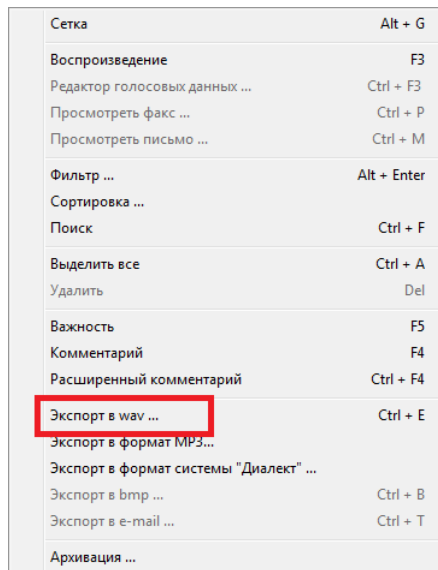 Сетка Alt + G
Воспроизведение F3
Редактор голосовых данных ... Ctrl + F3
Просмотреть факс ... Ctrl + P
Просмотреть письмо ... Ctrl + M
Фильтр ... Alt + Enter
Сортировка ...
Поиск Ctrl + F
Выделить все Ctrl + A
Удалить Del
Важность F5
Комментарий F4
Расширенный комментарий Ctrl + F4
Экспорт в wav ... Ctrl + E
Экспорт в формат MP3...
Экспорт в формат системы "Диалект" ...
Экспорт в bmp ... Ctrl + B
Экспорт в e-mail ... Ctrl + T
Архивация ...